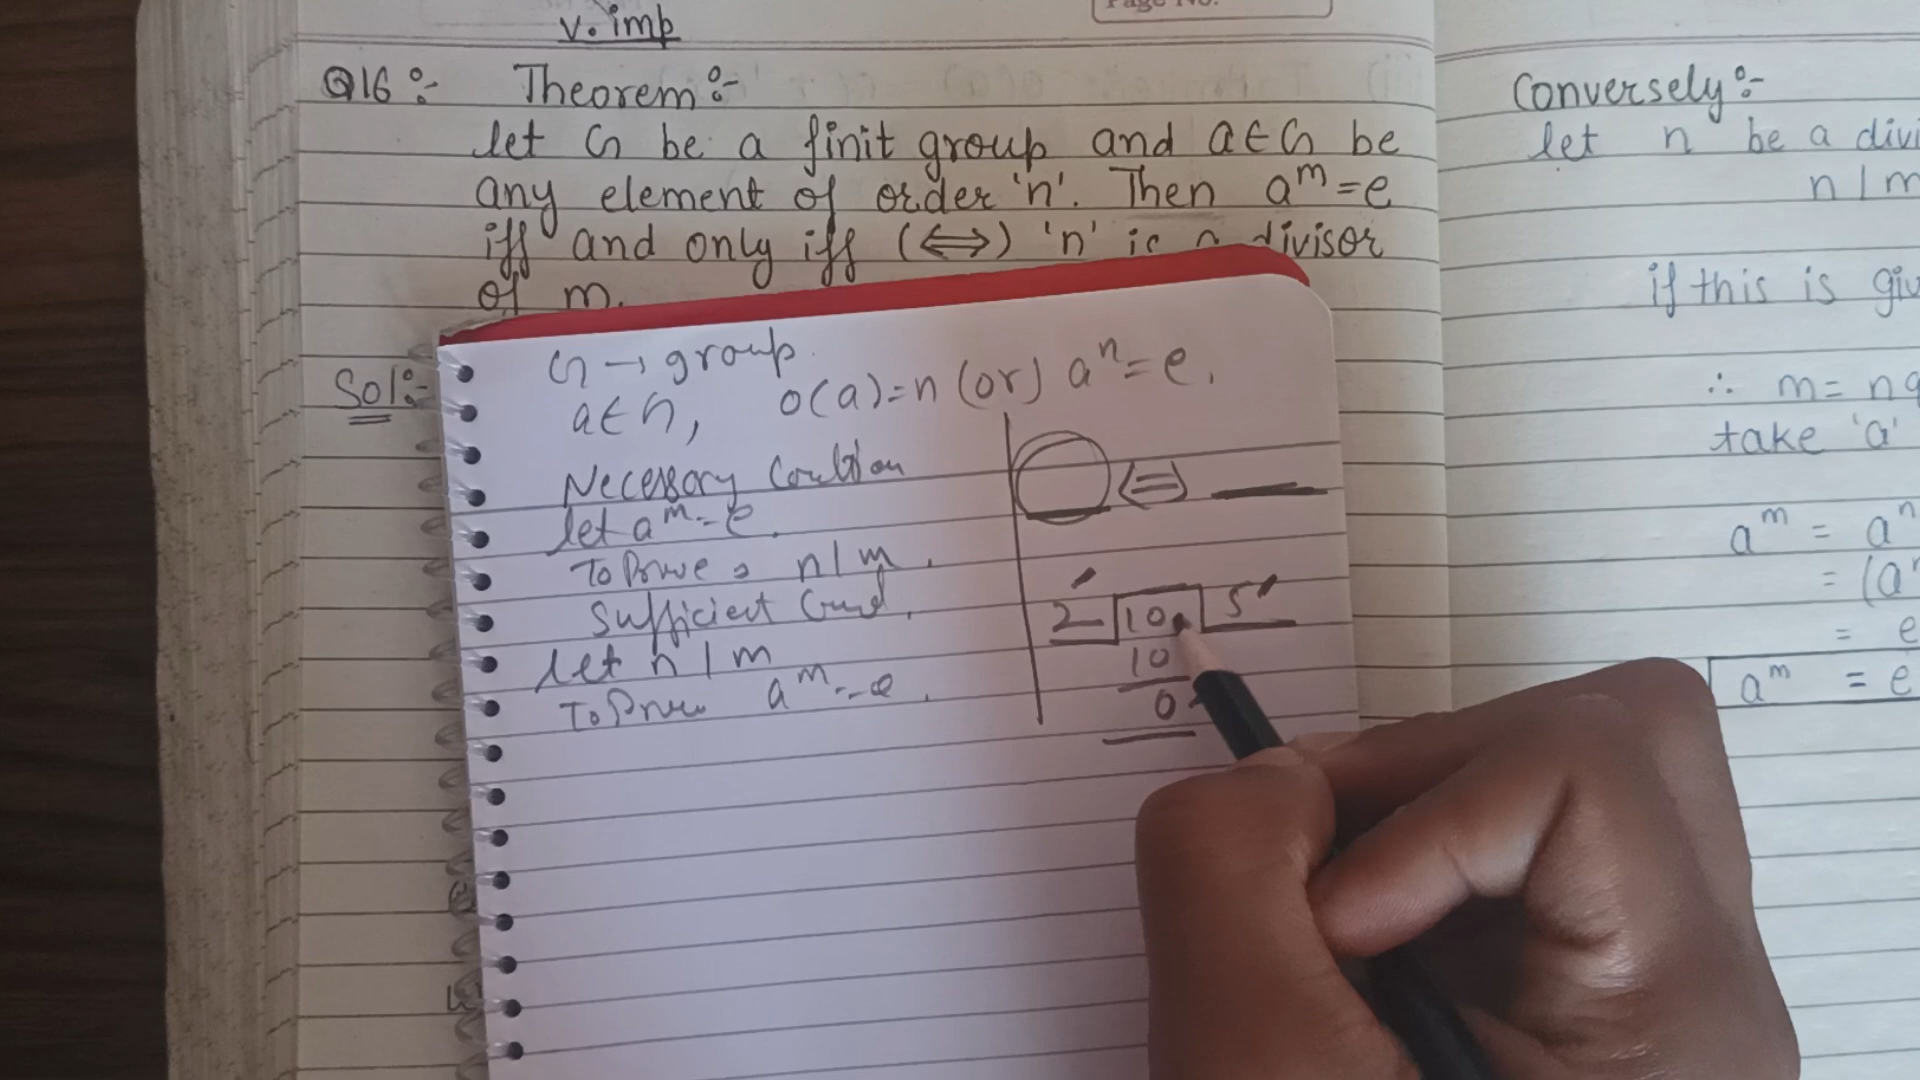 v. imp
Page No.
Q16 :- Theorem :-
let G be a finit group and a ∈ G be
any element of order 'n'. Then a^m = e
iff and only iff (⇔) 'n' is a divisor
of m.
Sol:-
G → group.
a ∈ G, o(a) = n (or) a^n = e.
Necessary
let a^m = e.
To Prove n | m.
Sufficient
let n | m
To Prove a^m = e.
⇔
2 10 5
10
0
Conversely :-
let n be a divi
n | m
if this is giv
∴ m = nq
take 'a'
a^m = a^n
= (a^n
= e
a^m = e